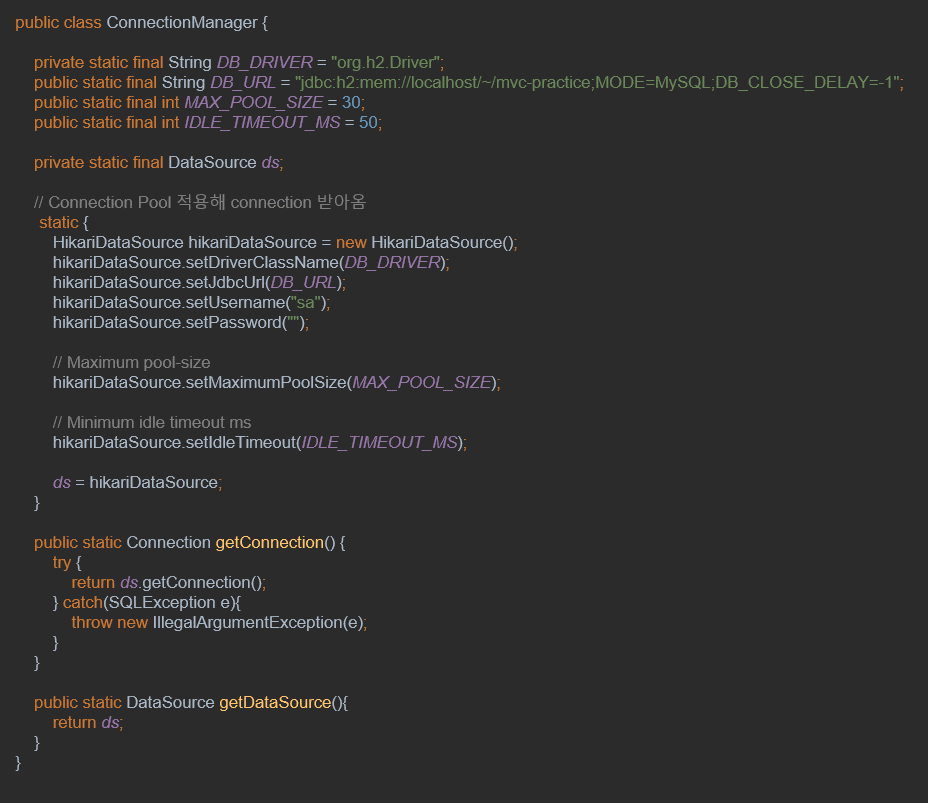 public class ConnectionManager {
private static final String DB_DRIVER = "org.h2.Driver";
public static final String DB_URL = "jdbc:h2:mem://localhost/~/mvc-practice;MODE=MySQL;DB_CLOSE_DELAY=-1";
public static final int MAX_POOL_SIZE = 30;
public static final int IDLE_TIMEOUT_MS = 50;
private static final DataSource ds;
// Connection Pool 적용해 connection 받아옴
static {
HikariDataSource hikariDataSource = new HikariDataSource();
hikariDataSource.setDriverClassName(DB_DRIVER);
hikariDataSource.setJdbcUrl(DB_URL);
hikariDataSource.setUsername("sa");
hikariDataSource.setPassword("");
// Maximum pool-size
hikariDataSource.setMaximumPoolSize(MAX_POOL_SIZE);
// Minimum idle timeout ms
hikariDataSource.setIdleTimeout(IDLE_TIMEOUT_MS);
ds = hikariDataSource;
}
public static Connection getConnection() {
try {
return ds.getConnection();
} catch(SQLException e){
throw new IllegalArgumentException(e);
}
}
public static DataSource getDataSource(){
return ds;
}
}